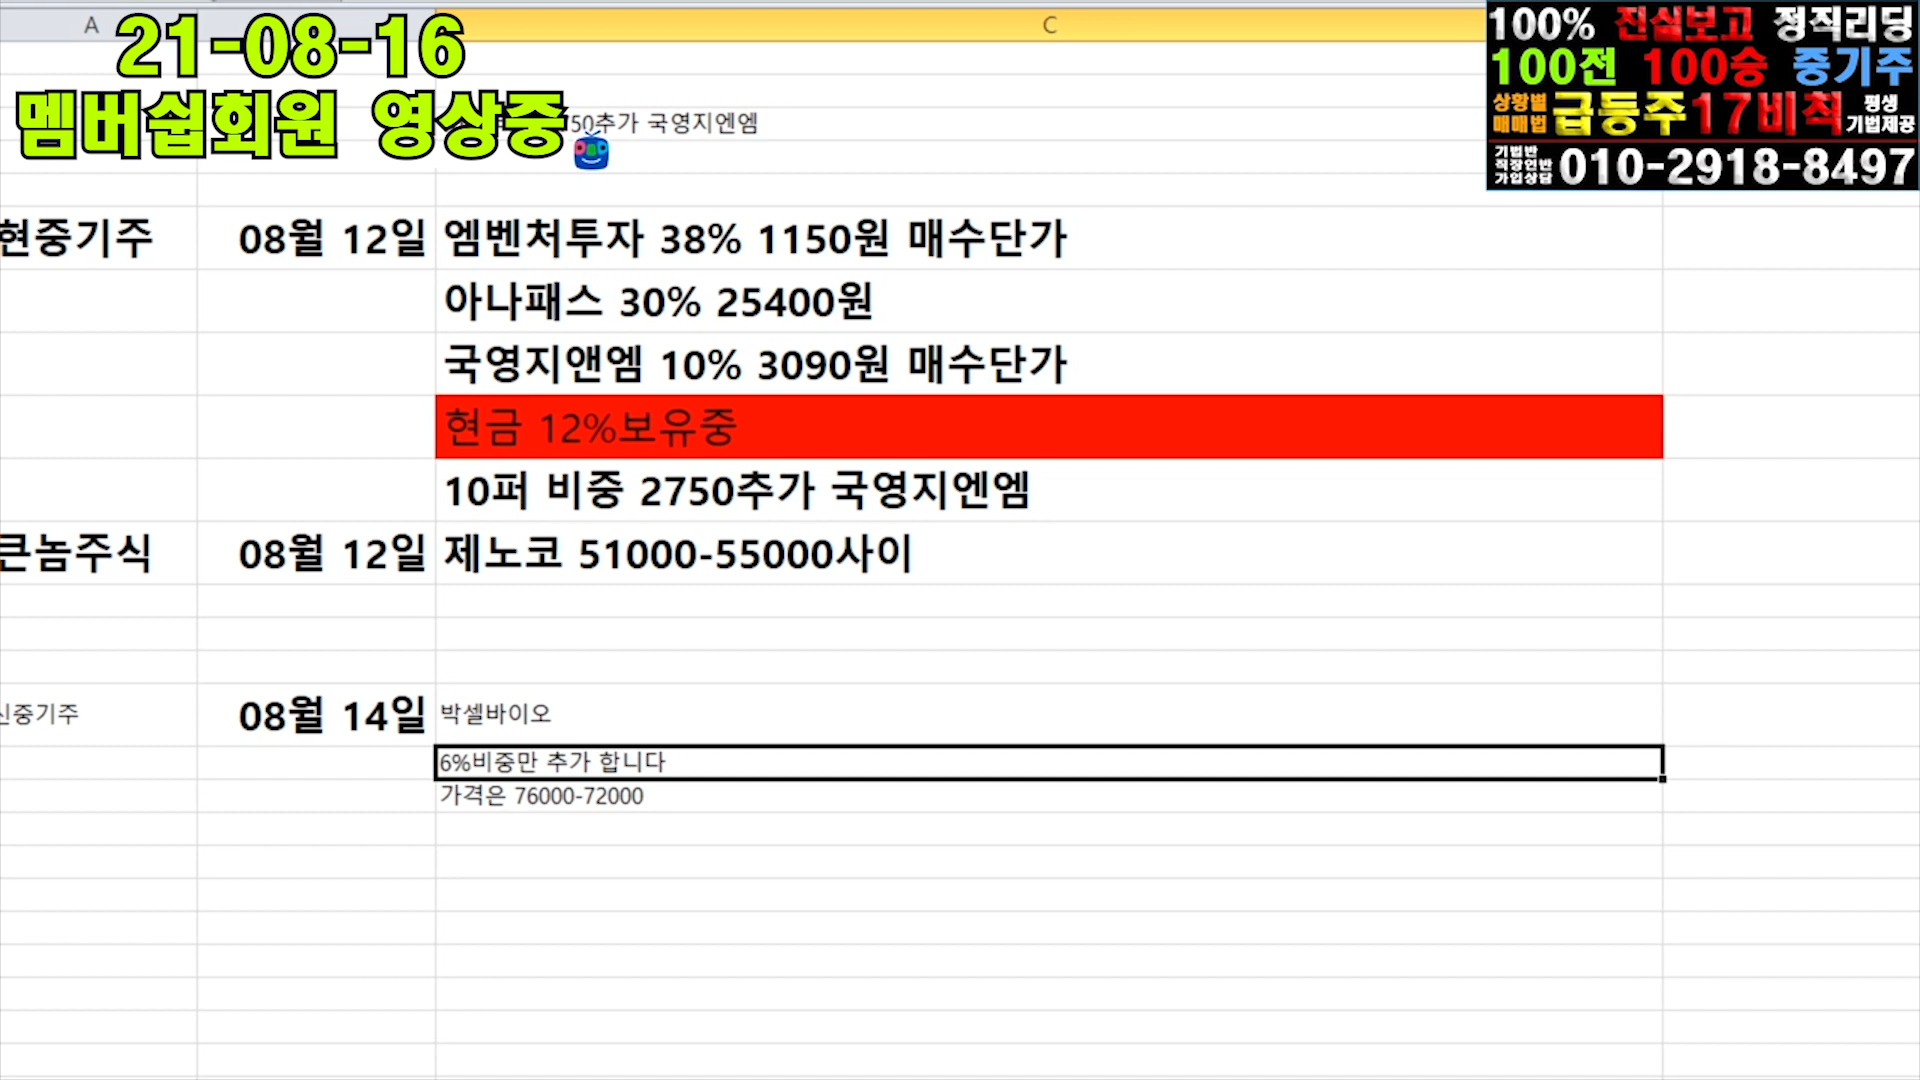 A
C
21-08-16
멤버쉽회원 영상중
50추가 국영지엔엠
100% 진실보고 정직리딩
100전 100승 중기주
상황별 매매법 급등주17비책 평생 기법제공
기법반 직장인반 가입상담 010-2918-8497
현중기주 08월 12일 엠벤처투자 38% 1150원 매수단가
아나패스 30% 25400원
국영지앤엠 10% 3090원 매수단가
현금 12%보유중
10퍼 비중 2750추가 국영지엔엠
큰놈주식 08월 12일 제노코 51000-55000사이
신중기주 08월 14일 박셀바이오
6%비중만 추가 합니다
가격은 76000-72000